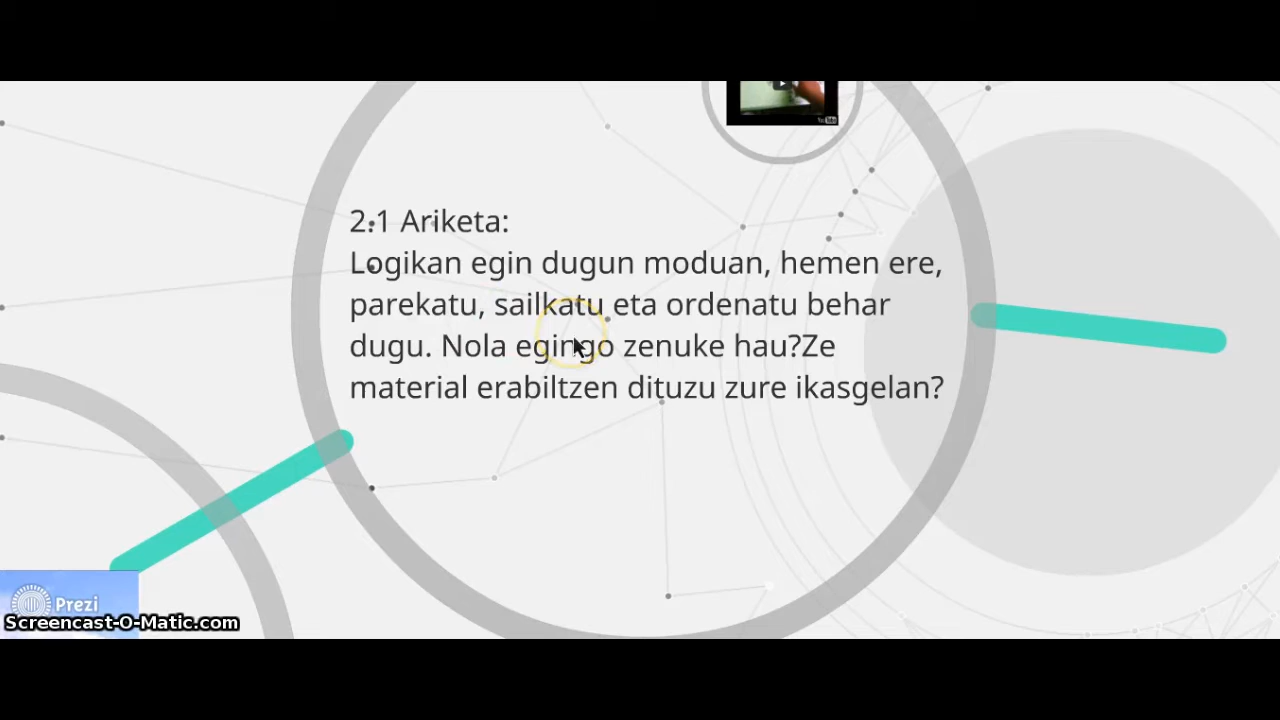 2.1 Ariketa:
Logikan egin dugun moduan, hemen ere,
parekatu, sailkatu eta ordenatu behar
dugu. Nola egingo zenuke hau?Ze
material erabiltzen dituzu zure ikasgelan?
Prezi
Screencast-O-Matic.com